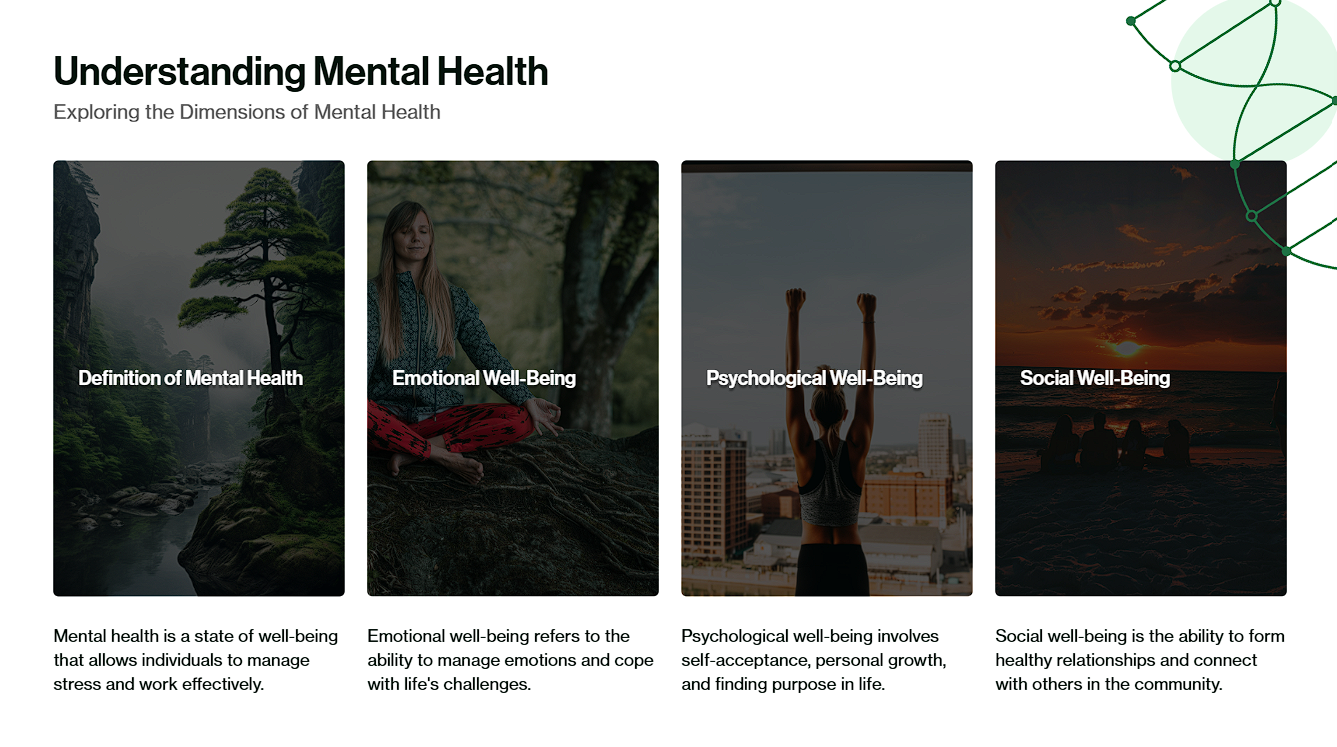 Understanding Mental Health
Exploring the Dimensions of Mental Health
Definition of Mental Health
Emotional Well-Being
Psychological Well-Being
Social Well-Being
Mental health is a state of well-being
that allows individuals to manage
stress and work effectively.
Emotional well-being refers to the
ability to manage emotions and cope
with life's challenges.
Psychological well-being involves
self-acceptance, personal growth,
and finding purpose in life.
Social well-being is the ability to form
healthy relationships and connect
with others in the community.